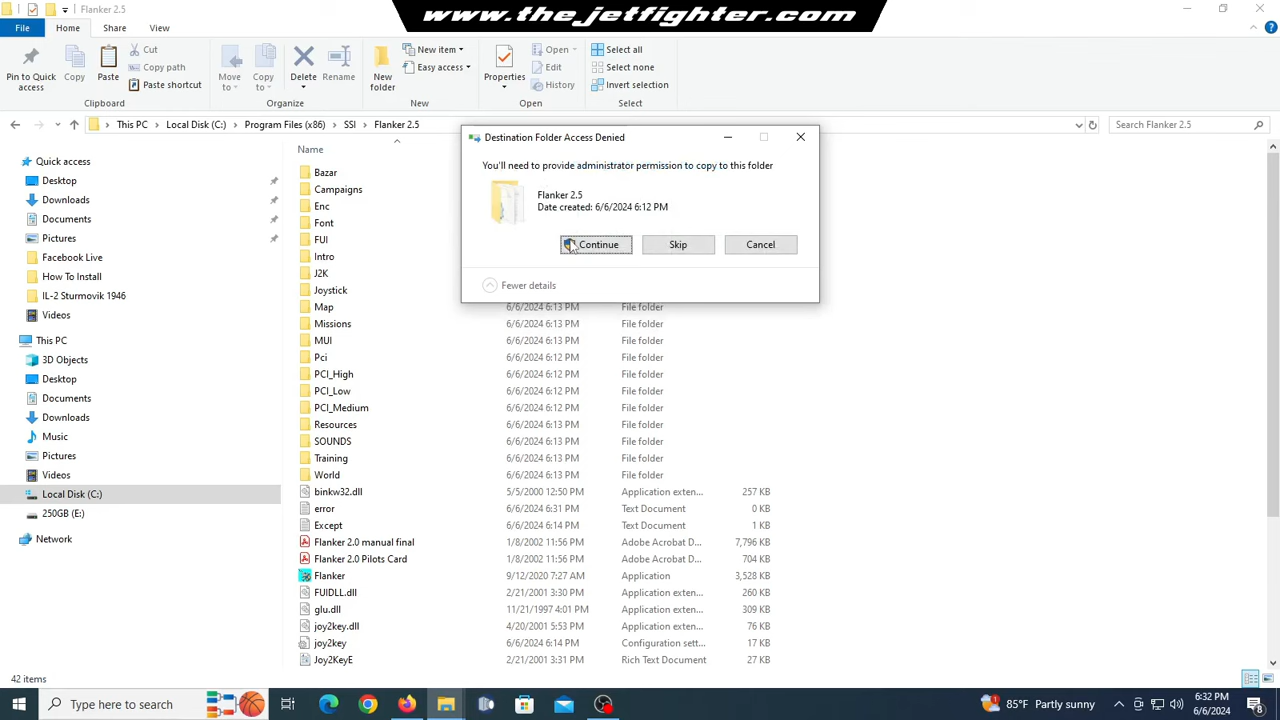 Flanker 2.5
www.thejetfighter.com
File Home Share View
Pin to Quick access
Copy
Paste
Cut
Copy path
Paste shortcut
Clipboard
Move to
Copy to
Delete
Rename
Organize
New folder
New item
Easy access
New
Properties
Open
Edit
History
Open
Select all
Select none
Invert selection
Select
This PC > Local Disk (C:) > Program Files (x86) > SSI > Flanker 2.5
Search Flanker 2.5
Quick access
Desktop
Downloads
Documents
Pictures
Facebook Live
How To Install
IL-2 Sturmovik 1946
Videos
This PC
3D Objects
Desktop
Documents
Downloads
Music
Pictures
Videos
Local Disk (C:)
250GB (E:)
Network
Name
Bazar
Campaigns
Enc
Font
FUI
Intro
J2K
Joystick
Map 6/6/2024 6:13 PM File folder
Missions 6/6/2024 6:13 PM File folder
MUI 6/6/2024 6:13 PM File folder
Pci 6/6/2024 6:12 PM File folder
PCI_High 6/6/2024 6:12 PM File folder
PCI_Low 6/6/2024 6:12 PM File folder
PCI_Medium 6/6/2024 6:12 PM File folder
Resources 6/6/2024 6:13 PM File folder
SOUNDS 6/6/2024 6:13 PM File folder
Training 6/6/2024 6:13 PM File folder
World 6/6/2024 6:13 PM File folder
binkw32.dll 5/5/2000 12:50 PM Application exten... 257 KB
error 6/6/2024 6:31 PM Text Document 0 KB
Except 6/6/2024 6:14 PM Text Document 1 KB
Flanker 2.0 manual final 1/8/2002 11:56 PM Adobe Acrobat D... 7,796 KB
Flanker 2.0 Pilots Card 1/8/2002 11:56 PM Adobe Acrobat D... 704 KB
Flanker 9/12/2020 7:27 AM Application 3,528 KB
FUIDLL.dll 2/21/2001 3:30 PM Application exten... 260 KB
glu.dll 11/21/1997 4:01 PM Application exten... 309 KB
joy2key.dll 4/20/2001 5:53 PM Application exten... 76 KB
joy2key 6/6/2024 6:14 PM Configuration sett... 17 KB
Joy2KeyE 2/21/2001 3:31 PM Rich Text Document 27 KB
Destination Folder Access Denied
You'll need to provide administrator permission to copy to this folder
Flanker 2.5
Date created: 6/6/2024 6:12 PM
Continue Skip Cancel
Fewer details
42 items
Type here to search
85°F Partly sunny
6:32 PM
6/6/2024
8